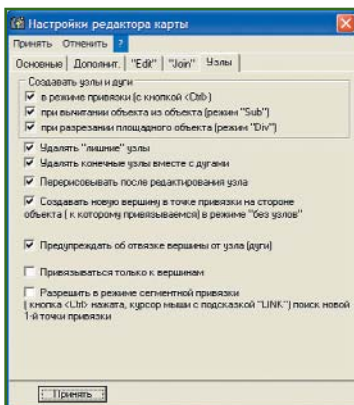 Настройки редактора карты
Принять Отменить ?
Основные Дополнит. "Edit" "Join" Узлы
Создавать узлы и дуги
в режиме привязки (с кнопкой <Ctrl>)
при вычитании объекта из объекта (режим "Sub")
при разрезании площадного объекта (режим "Div")
Удалять "лишние" узлы
Удалять конечные узлы вместе с дугами
Перерисовывать после редактирования узла
Создавать новую вершину в точке привязки на стороне
объекта ( к которому привязываемся) в режиме "без узлов"
Предупреждать об отвязке вершины от узла (дуги)
Привязываться только к вершинам
Разрешить в режиме сегментной привязки
( кнопка <Ctrl> нажата, курсор мыши с подсказкой "LINK") поиск новой
1-й точки привязки
Принять